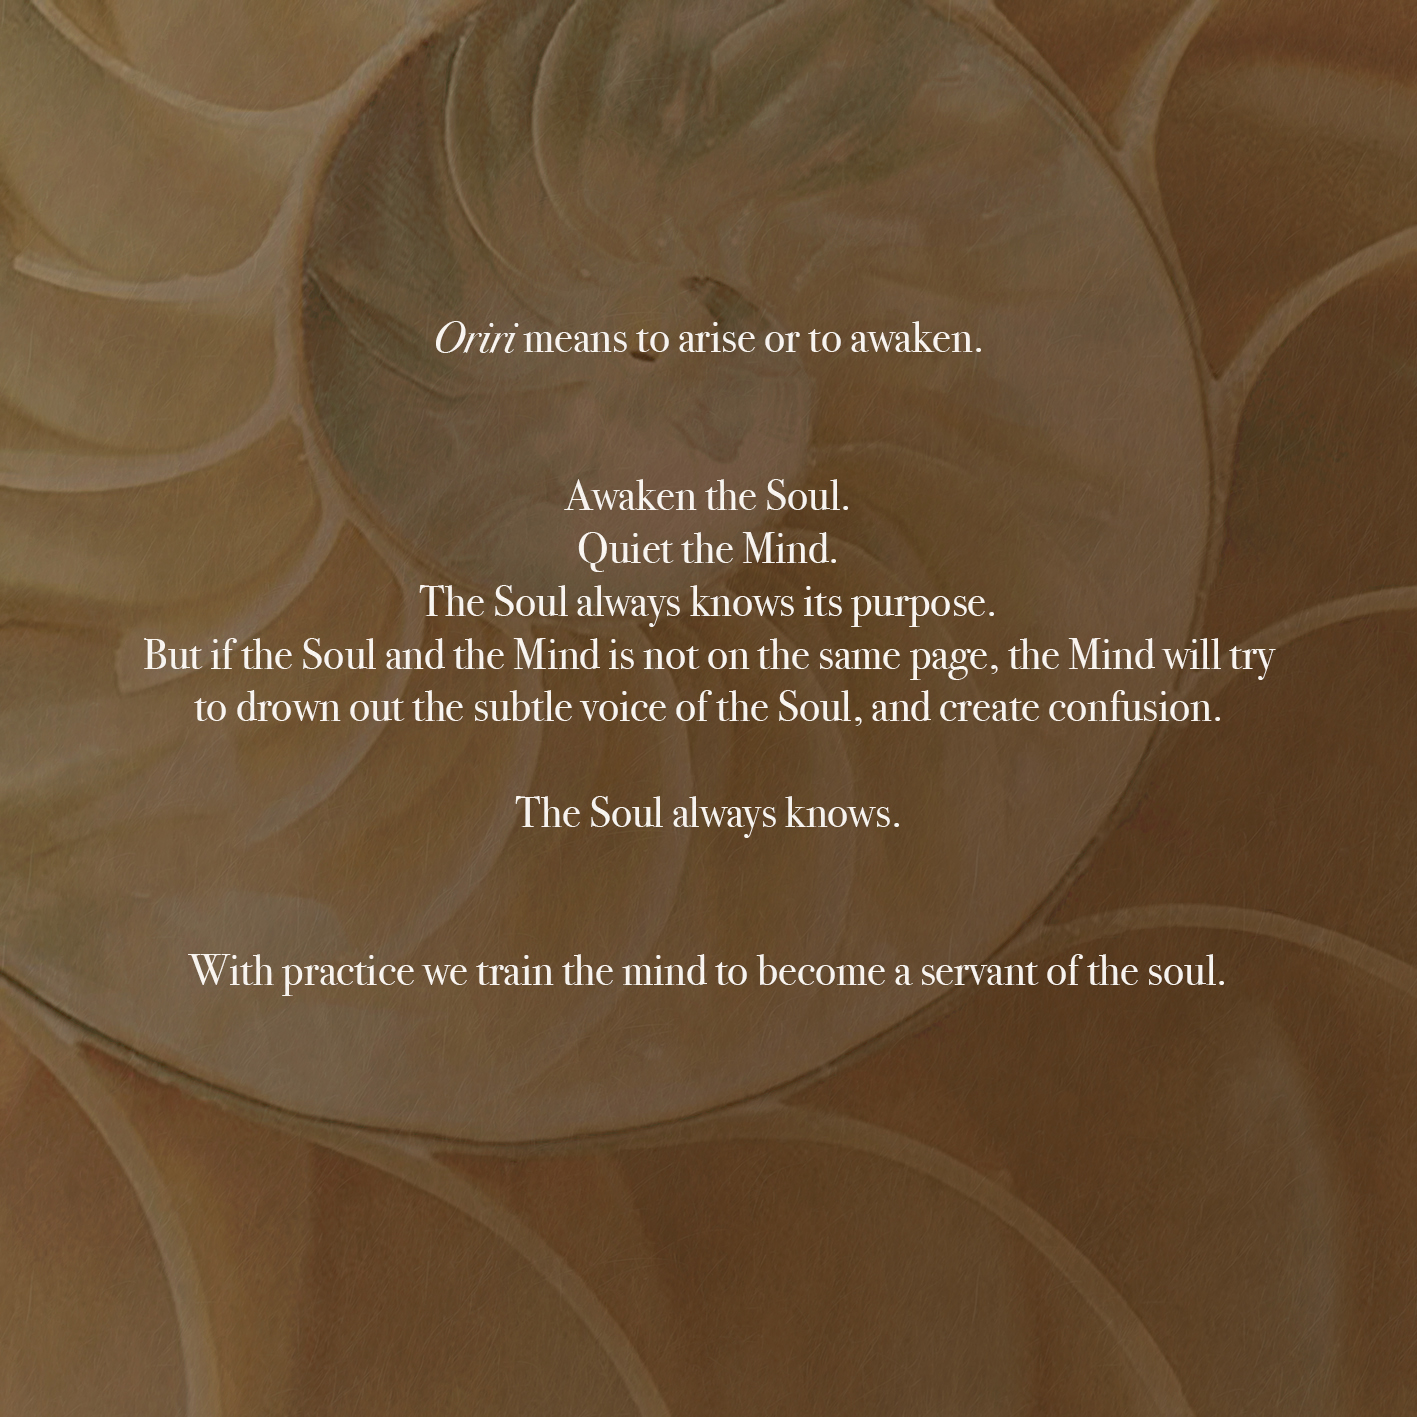 Oriri means to arise or to awaken.
Awaken the Soul.
Quiet the Mind.
The Soul always knows its purpose.
But if the Soul and the Mind is not on the same page, the Mind will try
to drown out the subtle voice of the Soul, and create confusion.
The Soul always knows.
With practice we train the mind to become a servant of the soul.